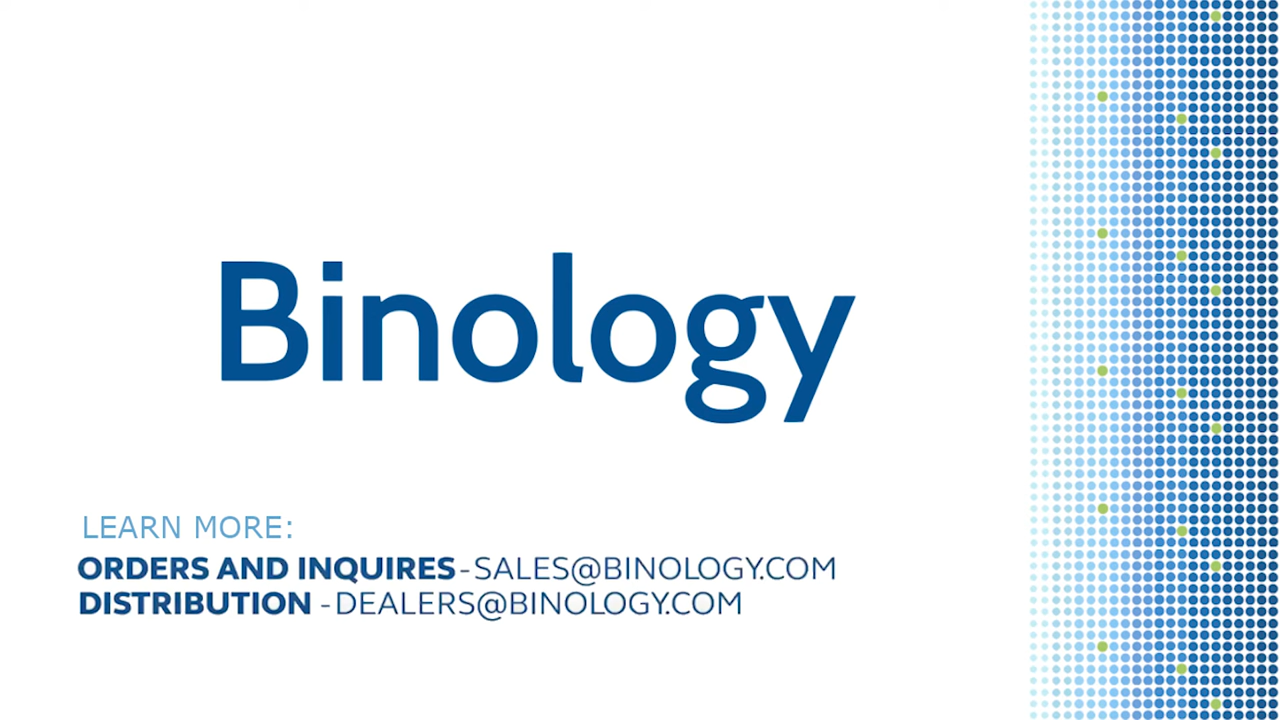 Binology
LEARN MORE:
ORDERS AND INQUIRES - SALES@BINOLOGY.COM
DISTRIBUTION - DEALERS@BINOLOGY.COM